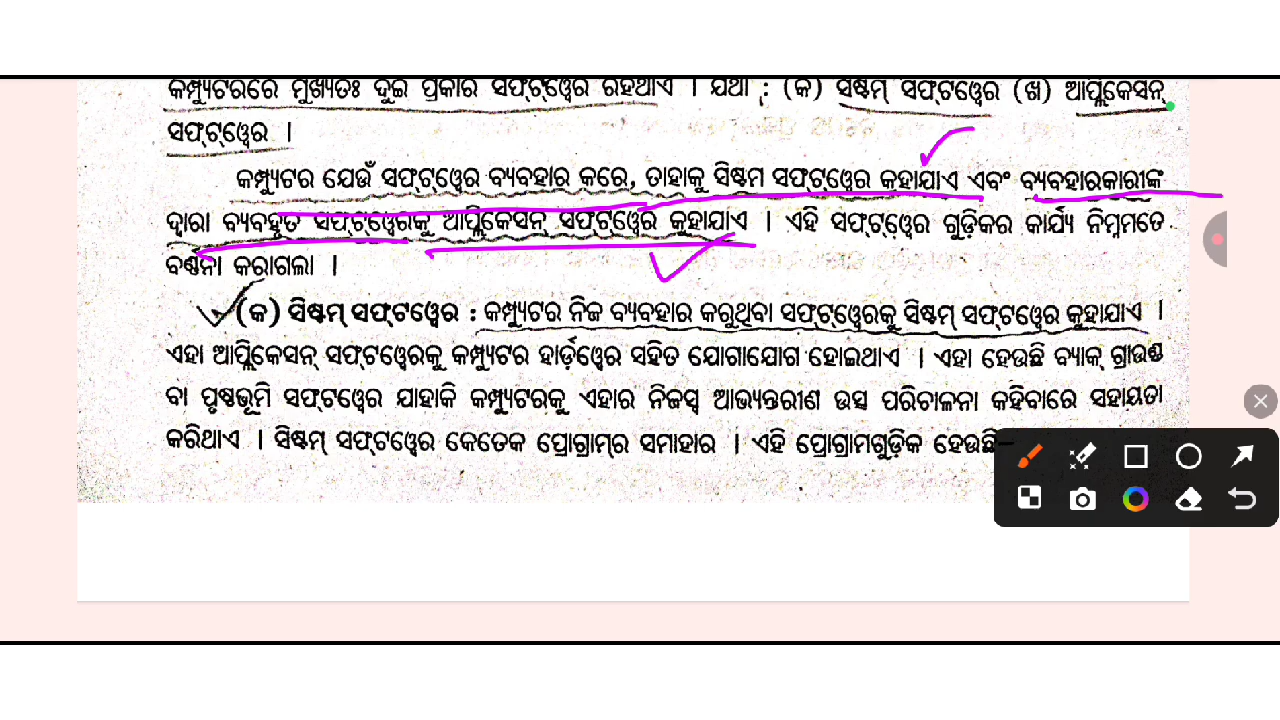 କମ୍ପ୍ୟୁଟରରେ ମୁଖ୍ୟତଃ ଦୁଇ ପ୍ରକାର ସଫ୍‌ଟ୍‌ୱେର ରହିଥାଏ । ଯଥା : (କ) ସିଷ୍ଟମ୍ ସଫ୍‌ଟୱେର (ଖ) ଆପ୍ଲିକେସନ୍
ସଫ୍‌ଟ୍‌ୱେର ।
କମ୍ପ୍ୟୁଟର ଯେଉଁ ସଫ୍‌ଟ୍‌ୱେର ବ୍ୟବହାର କରେ, ତାହାକୁ ସିଷ୍ଟମ ସଫ୍‌ଟ୍‌ୱେର କୁହାଯାଏ ଏବଂ ବ୍ୟବହାରକାରୀଙ୍କ
ଦ୍ୱାରା ବ୍ୟବହୃତ ସଫ୍‌ଟ୍‌ୱେରକୁ ଆପ୍ଲିକେସନ୍ ସଫ୍‌ଟ୍‌ୱେର କୁହାଯାଏ । ଏହି ସଫ୍‌ଟ୍‌ୱେର ଗୁଡ଼ିକର କାର୍ଯ୍ୟ ନିମ୍ନମତେ
ବର୍ଣ୍ଣନା କରାଗଲା ।
(କ) ସିଷ୍ଟମ୍ ସଫ୍‌ଟୱେର : କମ୍ପ୍ୟୁଟର ନିଜ ବ୍ୟବହାର କରୁଥିବା ସଫ୍‌ଟ୍‌ୱେରକୁ ସିଷ୍ଟମ୍ ସଫ୍‌ଟୱେର କୁହାଯାଏ ।
ଏହା ଆପ୍ଲିକେସନ୍ ସଫ୍‌ଟୱେରକୁ କମ୍ପ୍ୟୁଟର ହାର୍ଡ଼ୱେର ସହିତ ଯୋଗାଯୋଗ ହୋଇଥାଏ । ଏହା ହେଉଛି ବ୍ୟାକ୍ ଗ୍ରାଉଣ୍ଡ
ବା ପୃଷ୍ଠଭୂମି ସଫ୍‌ଟୱେର ଯାହାକି କମ୍ପ୍ୟୁଟରକୁ ଏହାର ନିଜସ୍ୱ ଆଭ୍ୟନ୍ତରୀଣ ଉତ୍ସ ପରିଚାଳନା କହିବାରେ ସହାୟତା
କରିଥାଏ । ସିଷ୍ଟମ୍ ସଫ୍‌ଟୱେର କେତେକ ପ୍ରୋଗ୍ରାମ୍‌ର ସମାହାର । ଏହି ପ୍ରୋଗ୍ରାମଗୁଡ଼ିକ ହେଉଛି–